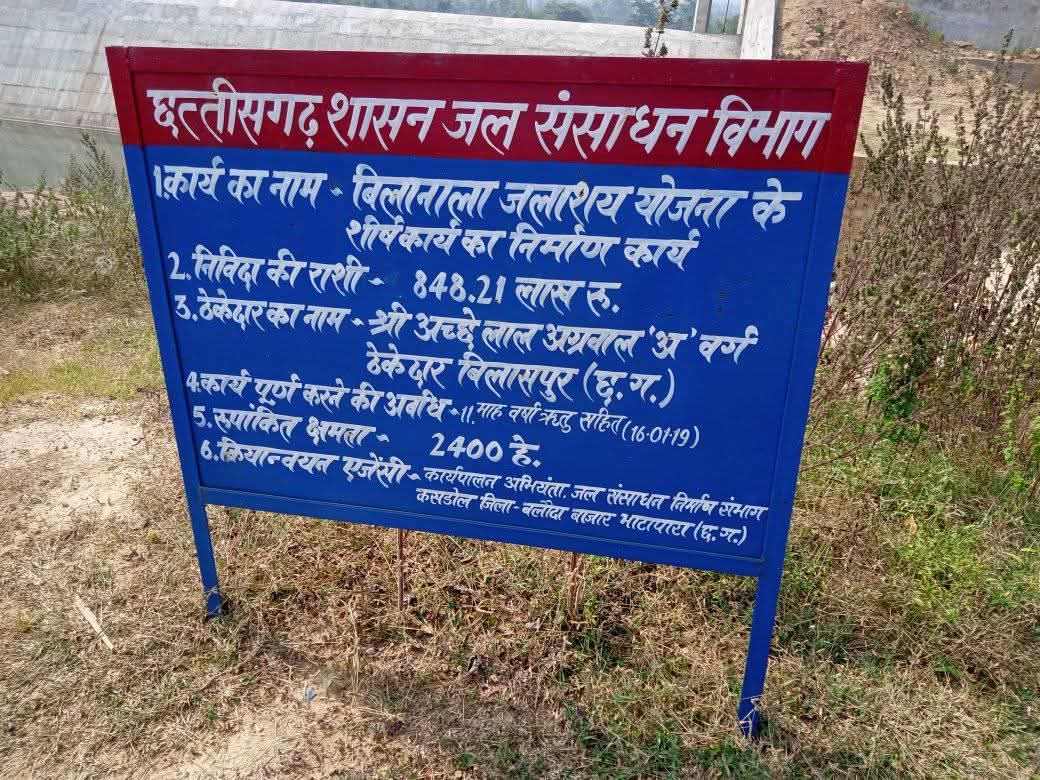 छत्तीसगढ़ शासन जल संसाधन विभाग
1.कार्य का नाम - बिलानाला जलाशय योजना के
शीर्षकार्य का निर्माण कार्य
2. निविदा की राशी - 848.21 लाख रु.
3. ठेकेदार का नाम - श्री अच्छे लाल अग्रवाल 'अ' वर्ग
ठेकेदार बिलासपुर (छ.ग.)
4.कार्य पूर्ण करने की अवधि - 11 माह वर्षा ऋतु सहित (16-01-19)
5. रुपांकित क्षमता - 2400 हे.
6. क्रियान्वयन एजेंसी - कार्यपालन अभियंता, जल संसाधन निर्माण संभाग
कसडोल जिला - बलौदा बाजार भाटापारा (छ.ग.)